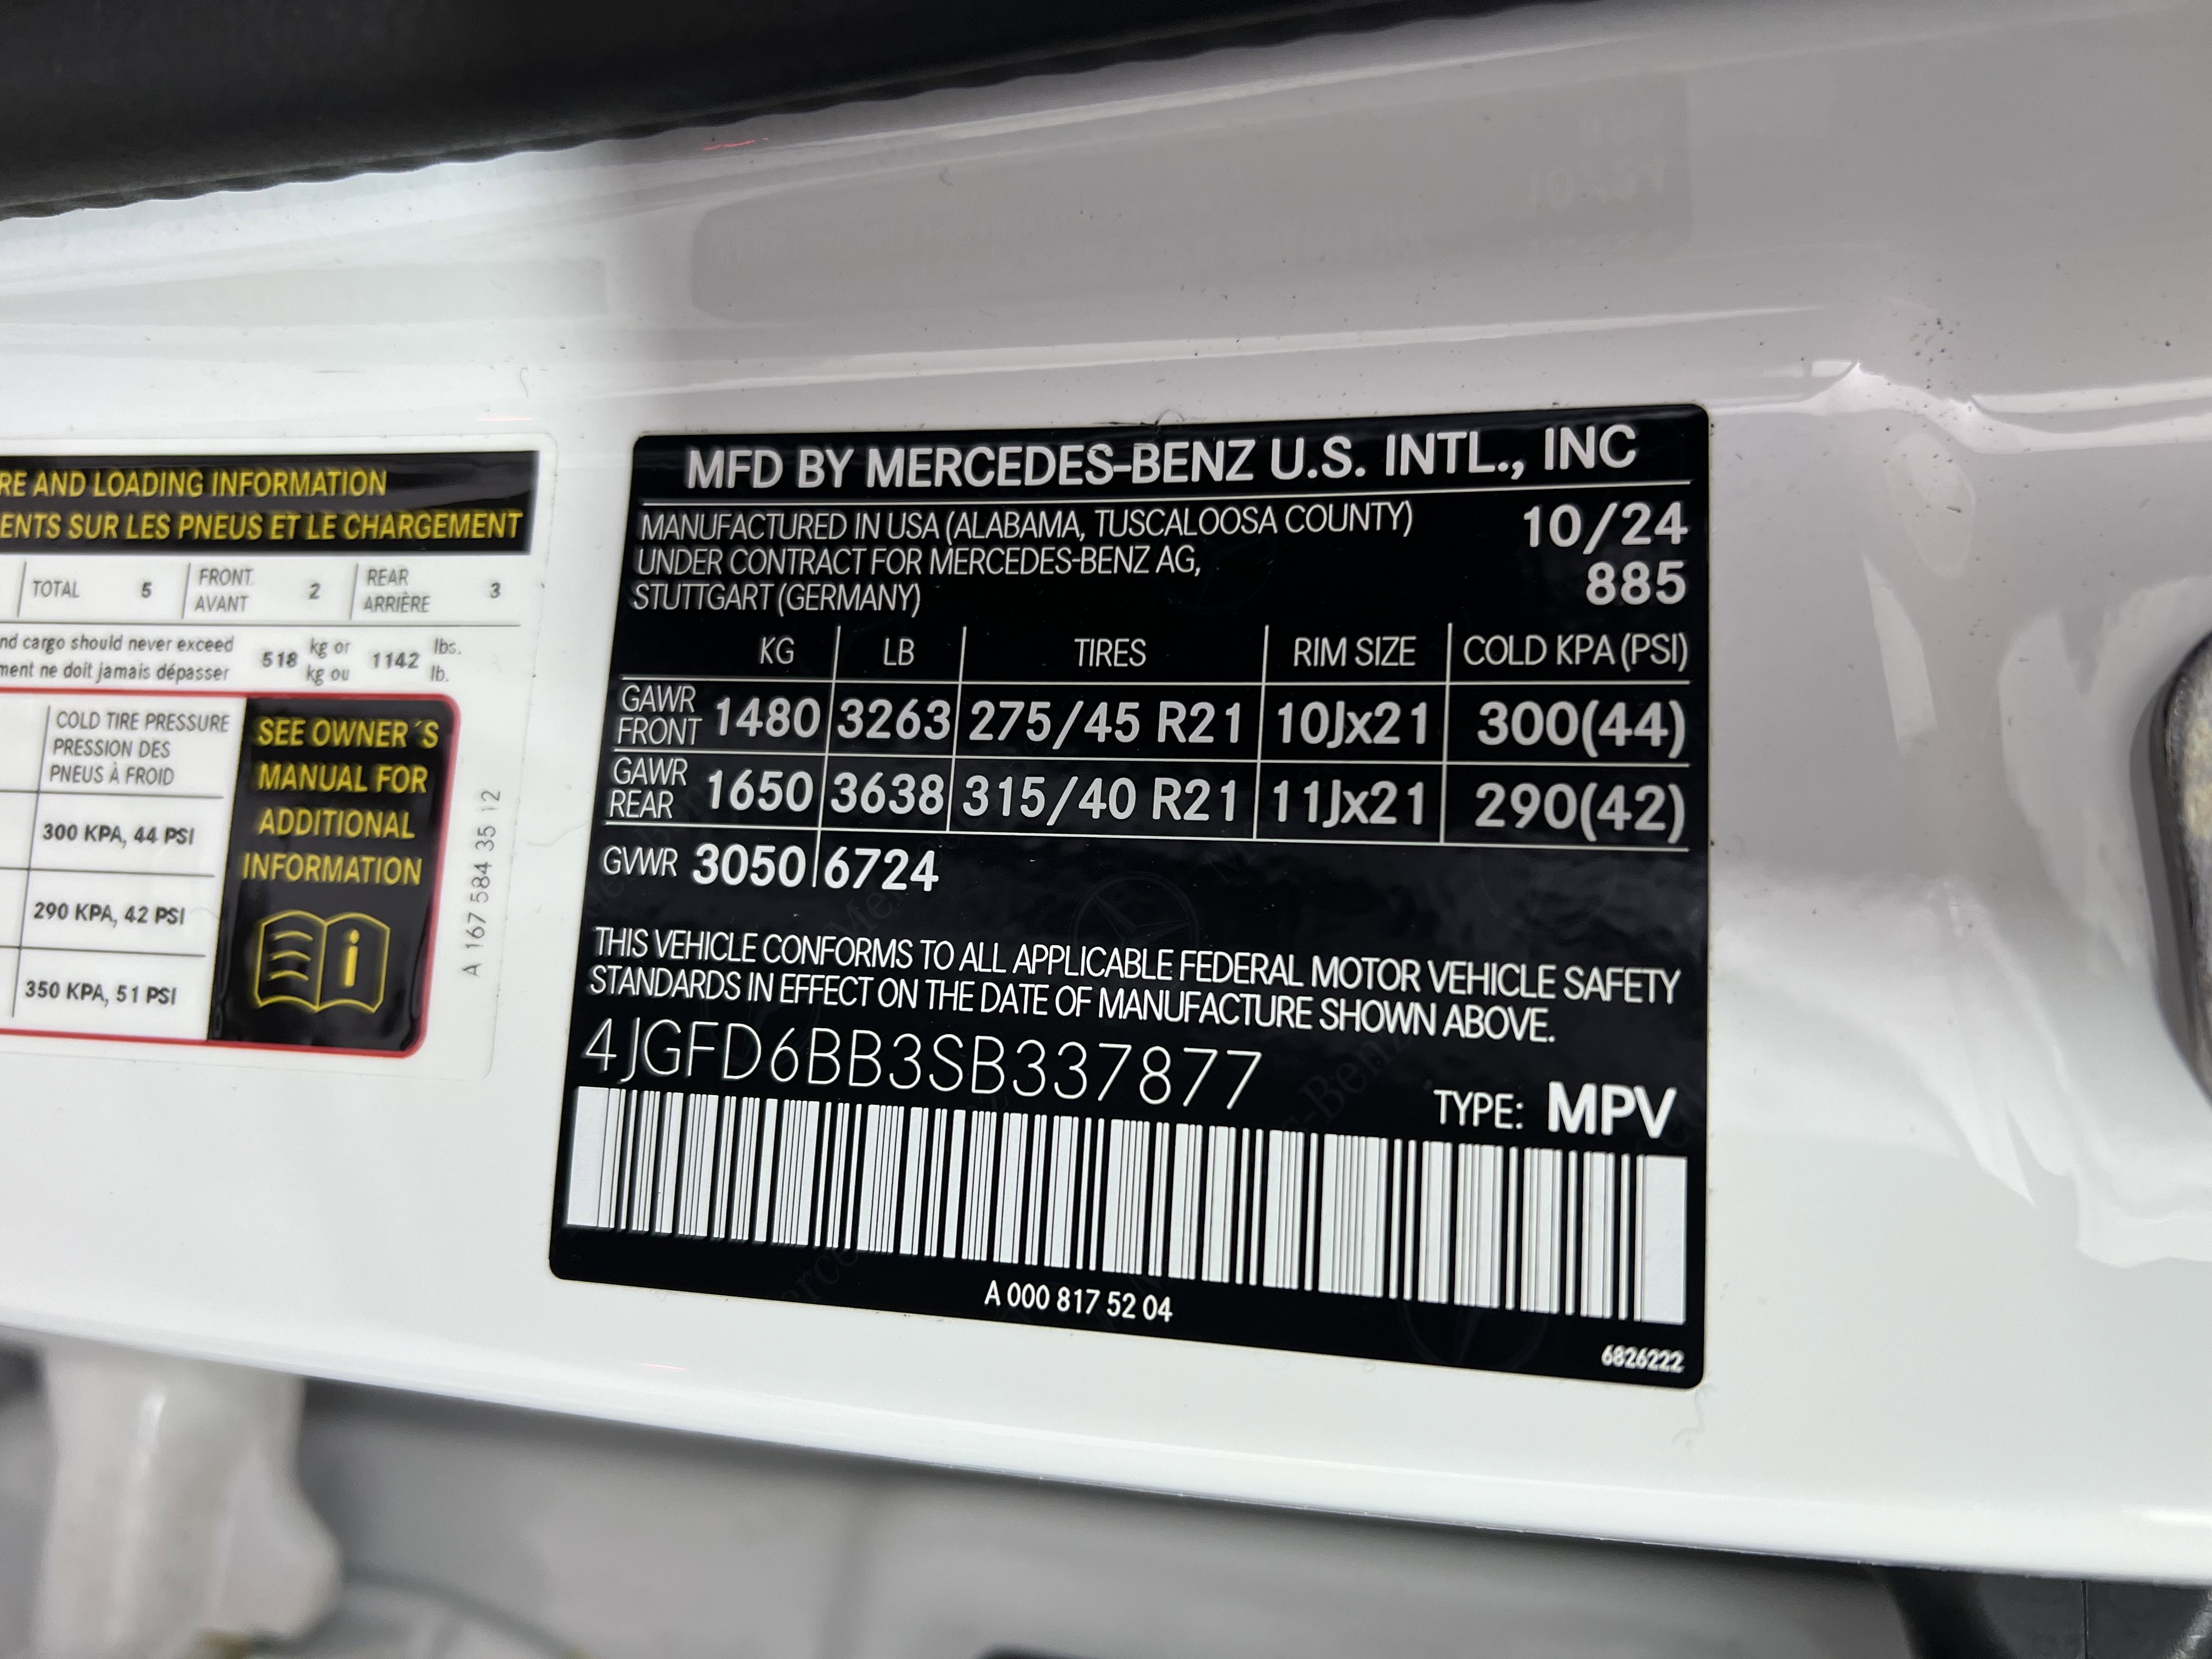 RE AND LOADING INFORMATION
ENTS SUR LES PNEUS ET LE CHARGEMENT
TOTAL 5 FRONT AVANT 2 REAR ARRIÈRE 3
nd cargo should never exceed 518 kg or 1142 lbs.
ment ne doit jamais dépasser kg ou lb.
COLD TIRE PRESSURE
PRESSION DES
PNEUS À FROID
300 KPA, 44 PSI
290 KPA, 42 PSI
350 KPA, 51 PSI
SEE OWNER´S
MANUAL FOR
ADDITIONAL
INFORMATION
A 167 584 35 12
MFD BY MERCEDES-BENZ U.S. INTL., INC
MANUFACTURED IN USA (ALABAMA, TUSCALOOSA COUNTY) 10/24
UNDER CONTRACT FOR MERCEDES-BENZ AG, 885
STUTTGART (GERMANY)
KG LB TIRES RIM SIZE COLD KPA (PSI)
GAWR FRONT 1480 3263 275/45 R21 10Jx21 300(44)
GAWR REAR 1650 3638 315/40 R21 11Jx21 290(42)
GVWR 3050 6724
THIS VEHICLE CONFORMS TO ALL APPLICABLE FEDERAL MOTOR VEHICLE SAFETY
STANDARDS IN EFFECT ON THE DATE OF MANUFACTURE SHOWN ABOVE.
4JGFD6BB3SB337877
TYPE: MPV
A 000 817 52 04
6826222